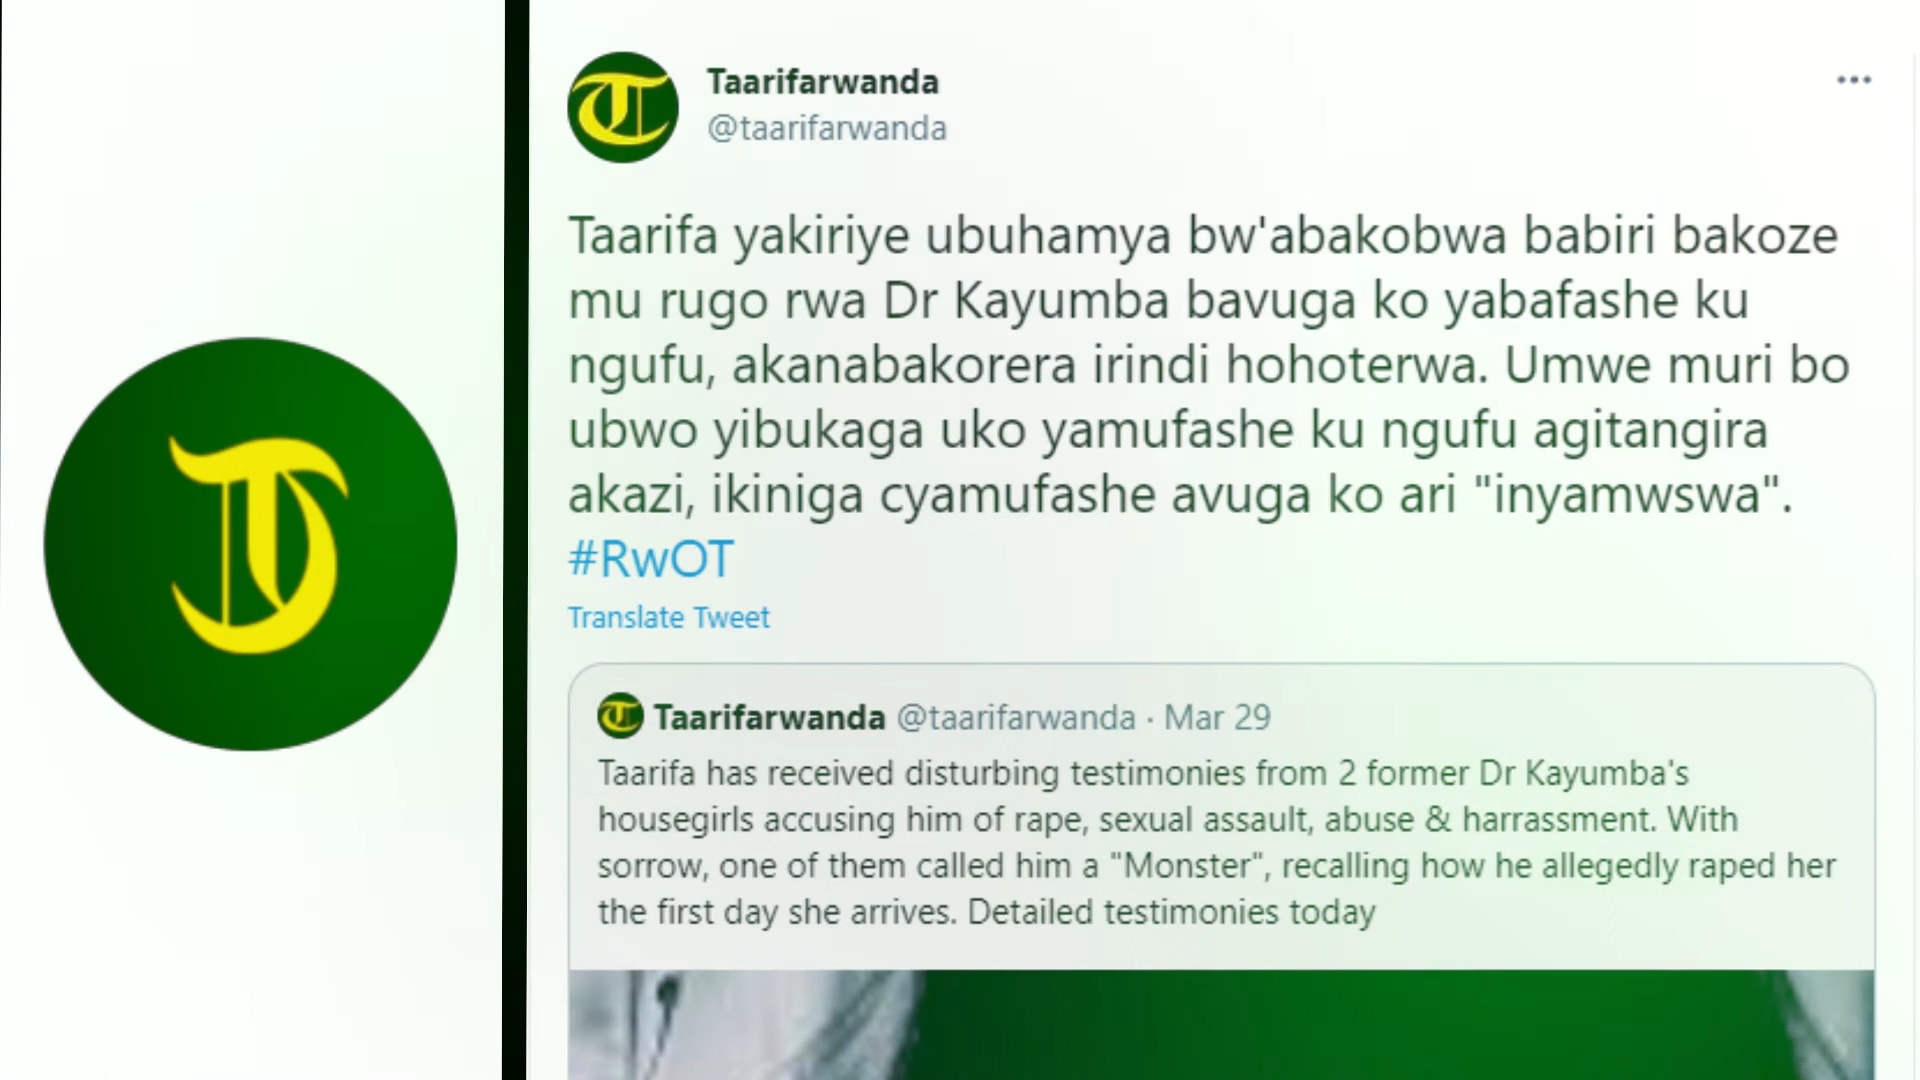 Taarifarwanda
@taarifarwanda
Taarifa yakiriye ubuhamya bw'abakobwa babiri bakoze
mu rugo rwa Dr Kayumba bavuga ko yabafashe ku
ngufu, akanabakorera irindi hohoterwa. Umwe muri bo
ubwo yibukaga uko yamufashe ku ngufu agitangira
akazi, ikiniga cyamufashe avuga ko ari "inyamwswa".
#RwOT
Translate Tweet
Taarifarwanda @taarifarwanda · Mar 29
Taarifa has received disturbing testimonies from 2 former Dr Kayumba's
housegirls accusing him of rape, sexual assault, abuse & harrassment. With
sorrow, one of them called him a "Monster", recalling how he allegedly raped her
the first day she arrives. Detailed testimonies today